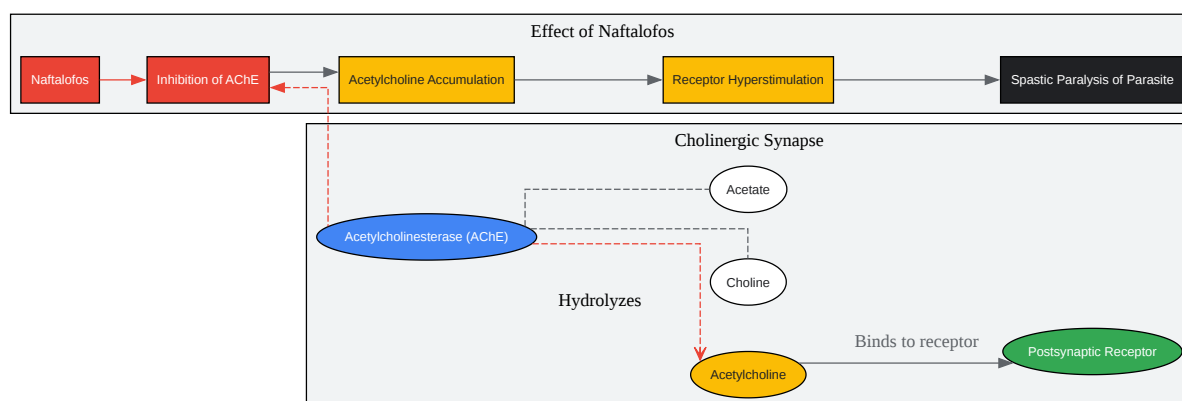 Effect of Naftalofos
Naftalofos
Inhibition of AChE
Acetylcholine Accumulation
Receptor Hyperstimulation
Spastic Paralysis of Parasite
Cholinergic Synapse
Acetate
Acetylcholinesterase (AChE)
Choline
Hydrolyzes
Binds to receptor
Postsynaptic Receptor
Acetylcholine